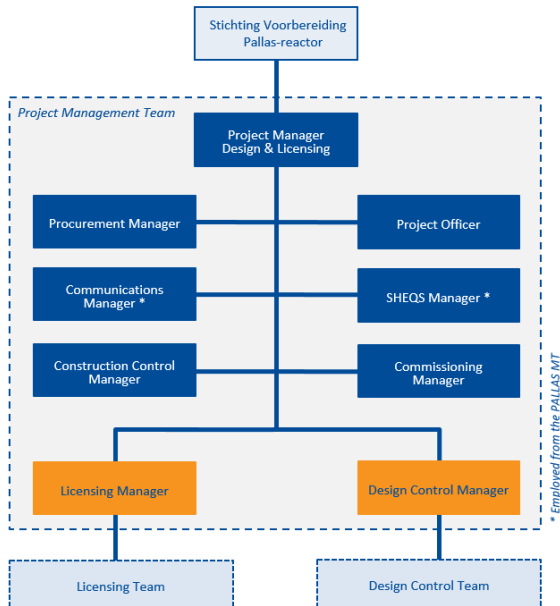 Stichting Voorbereiding
Pallas-reactor
Project Management Team
Project Manager
Design & Licensing
Procurement Manager
Project Officer
Communications
Manager *
SHEQS Manager *
Construction Control
Manager
Commissioning
Manager
Licensing Manager
Design Control Manager
* Employed from the PALLAS MT
Licensing Team
Design Control Team